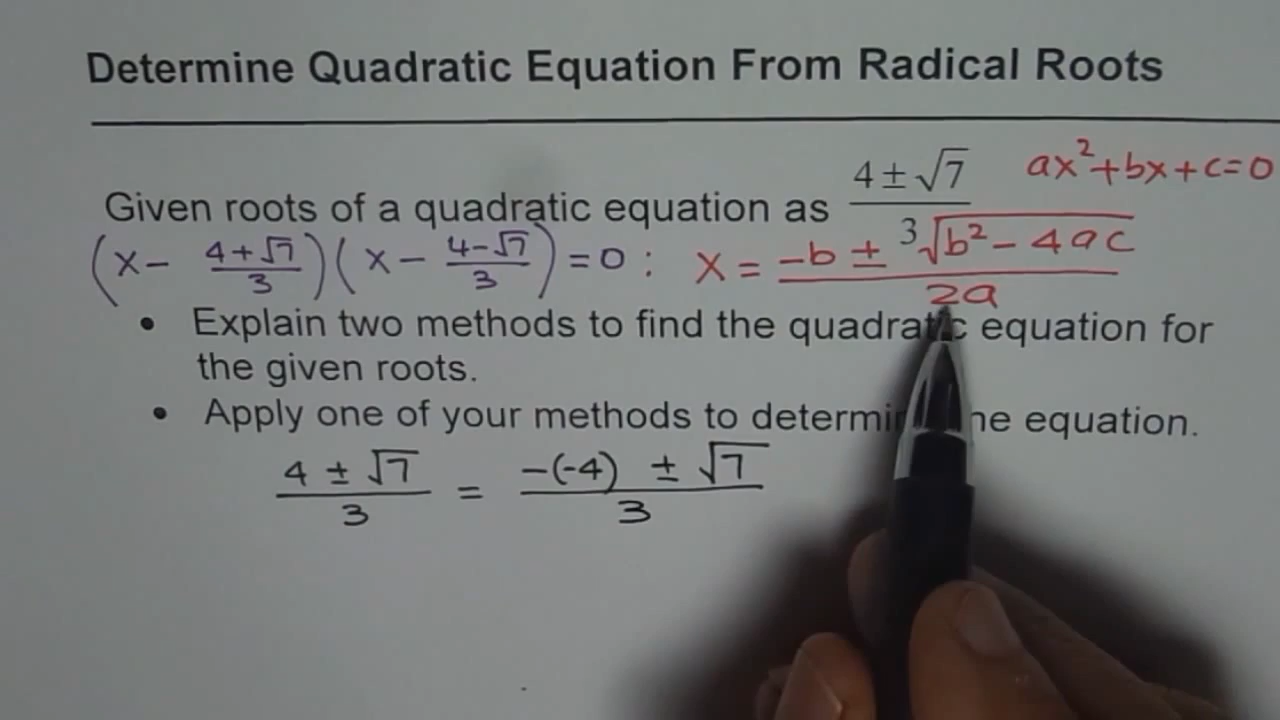 Determine Quadratic Equation From Radical Roots
Given roots of a quadratic equation as (4 ± √7)/3 ax² + bx + c = 0
(x - (4 + √7)/3)(x - (4 - √7)/3) = 0 : x = (-b ± √(b² - 4ac))/(2a)
• Explain two methods to find the quadratic equation for
the given roots.
• Apply one of your methods to determi he equation.
(4 ± √7)/3 = (-(-4) ± √7)/3